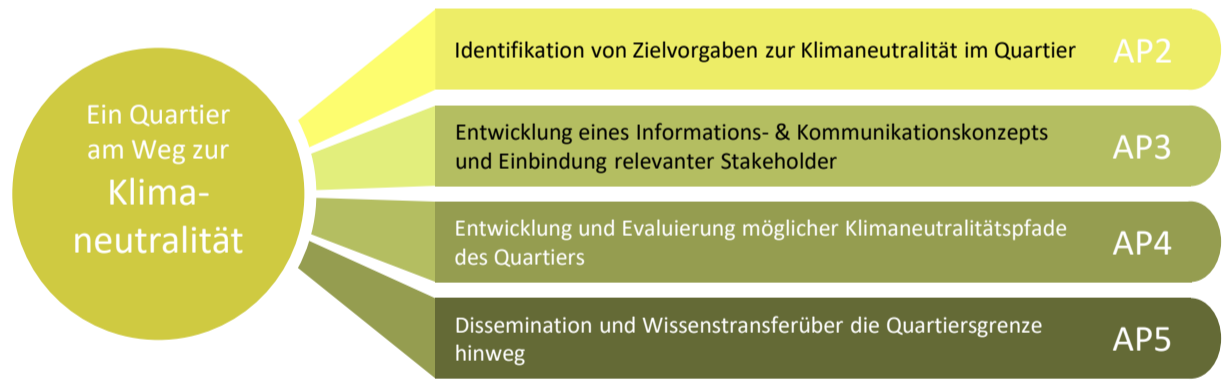 Ein Quartier
am Weg zur
Klima-
neutralität
Identifikation von Zielvorgaben zur Klimaneutralität im Quartier
AP2
Entwicklung eines Informations- & Kommunikationskonzepts
und Einbindung relevanter Stakeholder
AP3
Entwicklung und Evaluierung möglicher Klimaneutralitätspfade
des Quartiers
AP4
Dissemination und Wissenstransferüber die Quartiersgrenze
hinweg
AP5